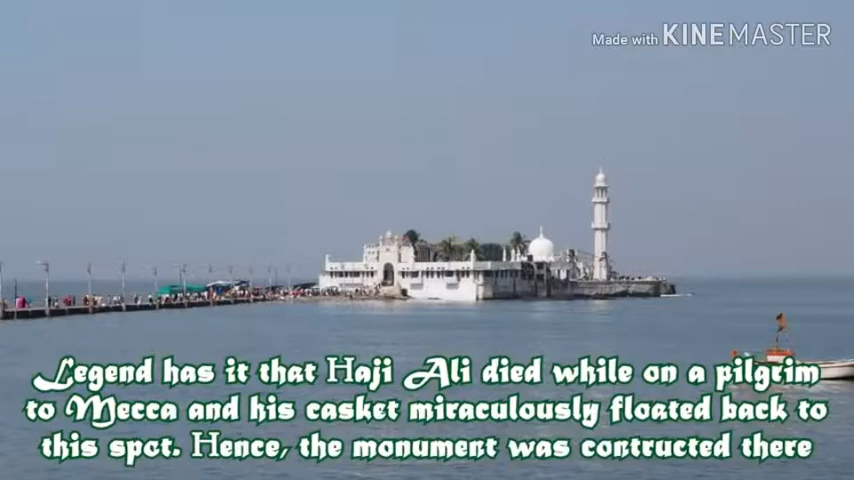 Made with KINEMASTER
Legend has it that Haji Ali died while on a pilgrim
to Mecca and his casket miraculously floated back to
this spot. Hence, the monument was contructed there